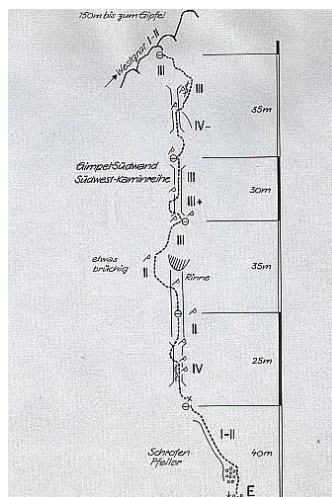 150m bis zum Gipfel
Westgrat I-II
III
III
35m
IV-
Gimpel-Südwand
Südwest-Kaminreihe
III
III+
30m
III
etwas
brüchig
II
Rinne
35m
II
IV
25m
I-II
Schrofen
Pfeiler
40m
E